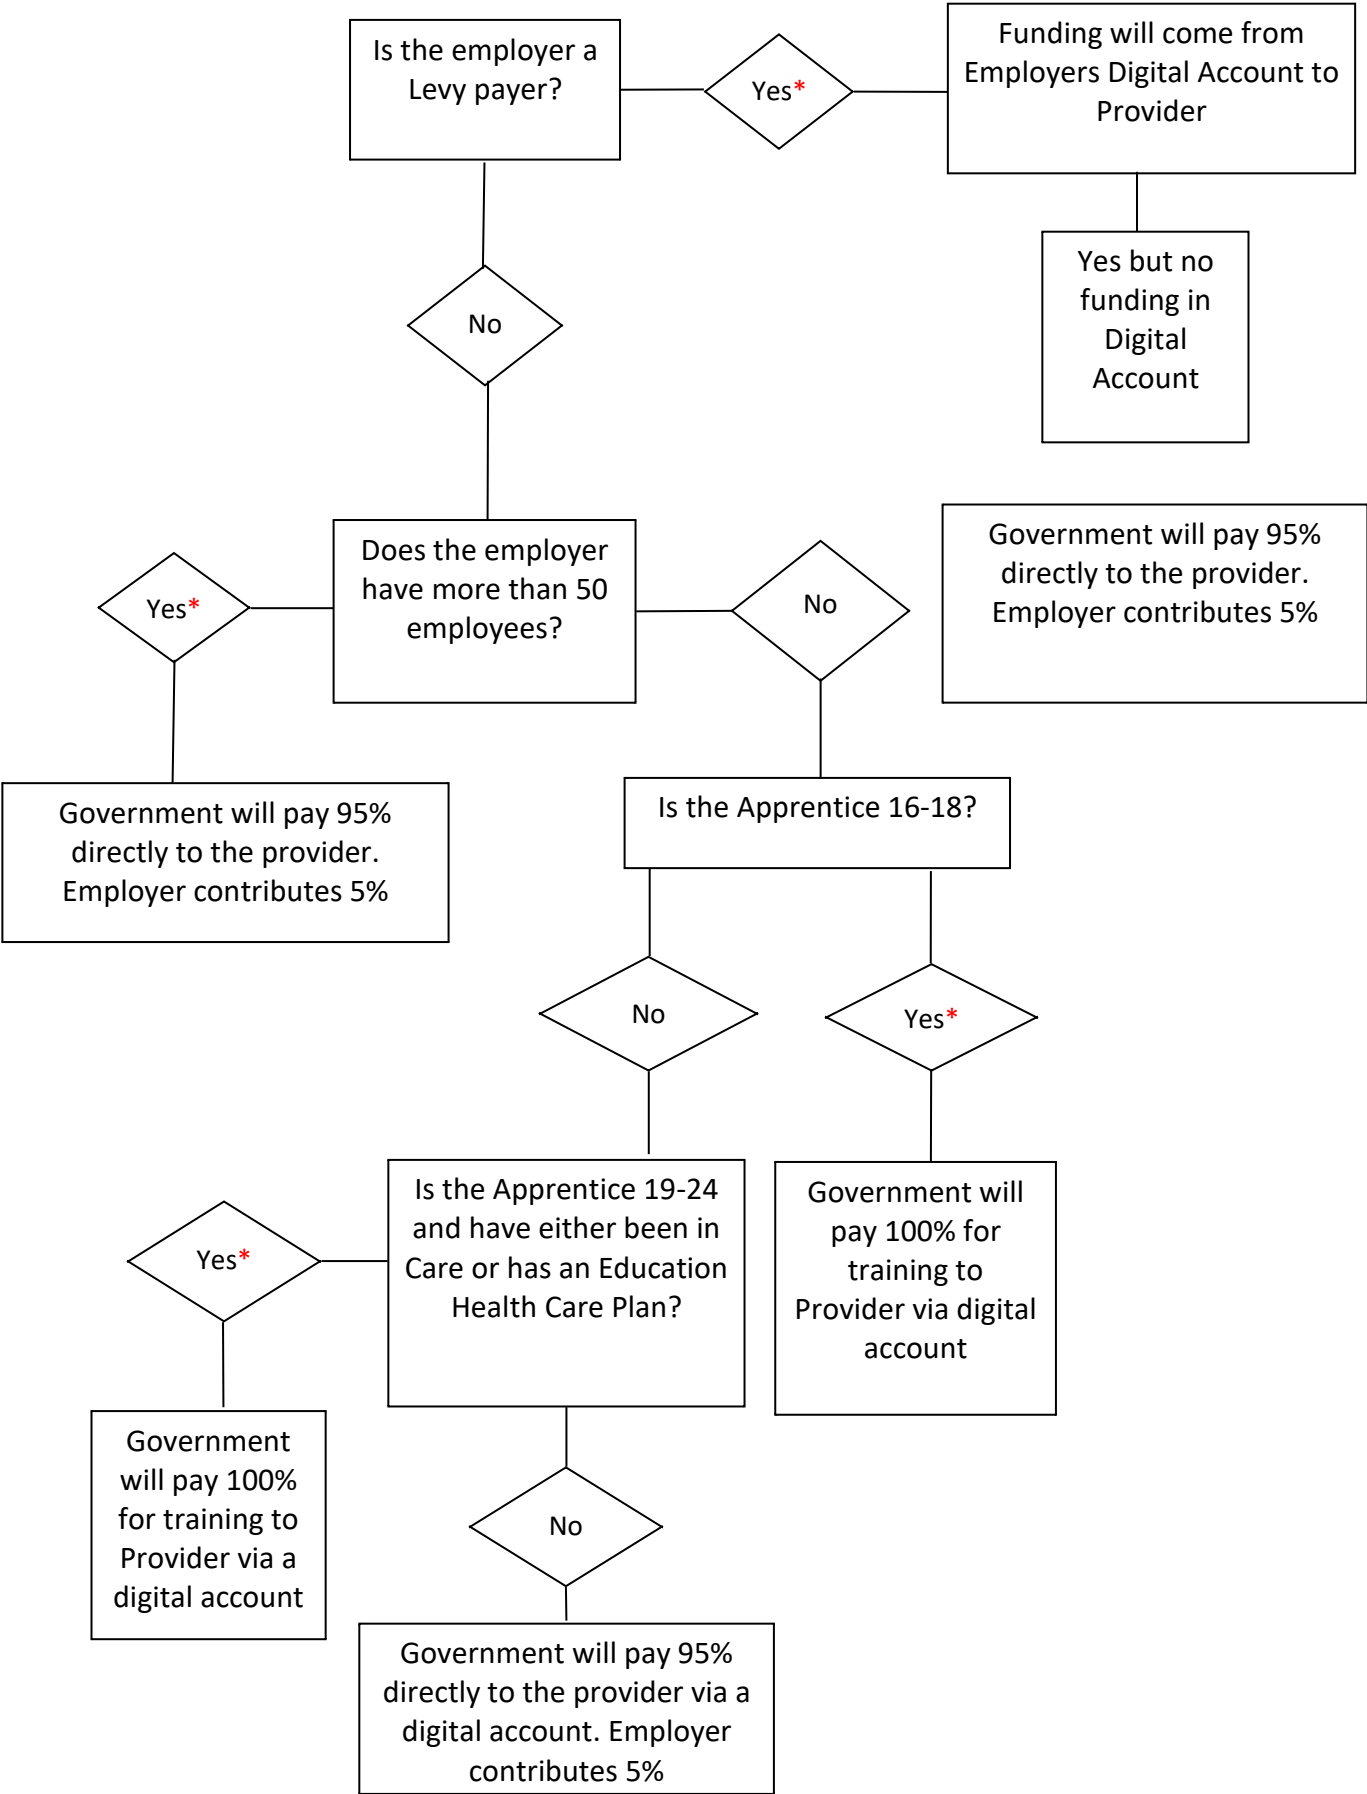 Is the employer a
Levy payer?
Yes*
Funding will come from
Employers Digital Account to
Provider
Yes but no
funding in
Digital
Account
No
Does the employer
have more than 50
employees?
Yes*
No
Government will pay 95%
directly to the provider.
Employer contributes 5%
Government will pay 95%
directly to the provider.
Employer contributes 5%
Is the Apprentice 16-18?
No
Yes*
Is the Apprentice 19-24
and have either been in
Care or has an Education
Health Care Plan?
Government will
pay 100% for
training to
Provider via digital
account
Yes*
Government
will pay 100%
for training to
Provider via a
digital account
No
Government will pay 95%
directly to the provider via a
digital account. Employer
contributes 5%